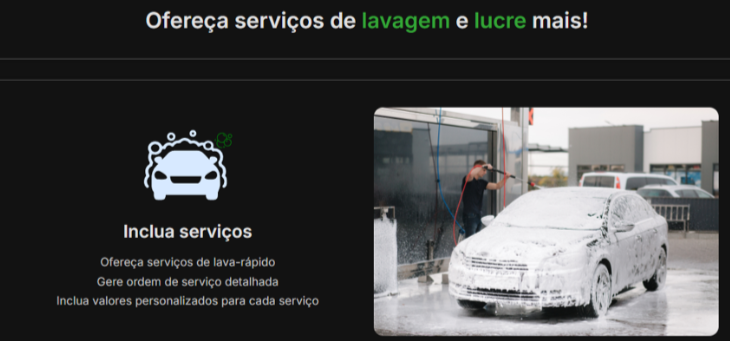 Ofereça serviços de lavagem e lucre mais!
Inclua serviços
Ofereça serviços de lava-rápido
Gere ordem de serviço detalhada
Inclua valores personalizados para cada serviço